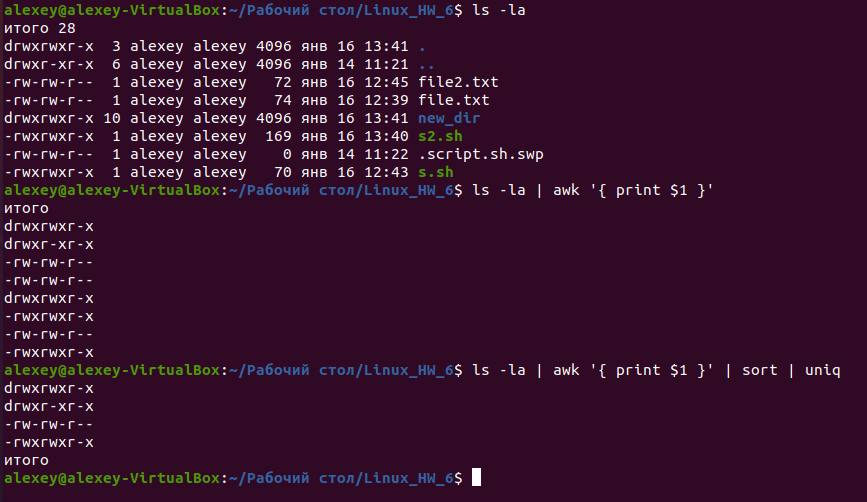 alexey@alexey-VirtualBox:~/Рабочий стол/Linux_HW_6$ ls -la
итого 28
drwxrwxr-x  3 alexey alexey 4096 янв 16 13:41 .
drwxr-xr-x  6 alexey alexey 4096 янв 14 11:21 ..
-rw-rw-r--  1 alexey alexey   72 янв 16 12:45 file2.txt
-rw-rw-r--  1 alexey alexey   74 янв 16 12:39 file.txt
drwxrwxr-x 10 alexey alexey 4096 янв 16 13:41 new_dir
-rwxrwxr-x  1 alexey alexey  169 янв 16 13:40 s2.sh
-rw-rw-r--  1 alexey alexey    0 янв 14 11:22 .script.sh.swp
-rwxrwxr-x  1 alexey alexey   70 янв 16 12:43 s.sh
alexey@alexey-VirtualBox:~/Рабочий стол/Linux_HW_6$ ls -la | awk '{ print $1 }'
итого
drwxrwxr-x
drwxr-xr-x
-rw-rw-r--
-rw-rw-r--
drwxrwxr-x
-rwxrwxr-x
-rw-rw-r--
-rwxrwxr-x
alexey@alexey-VirtualBox:~/Рабочий стол/Linux_HW_6$ ls -la | awk '{ print $1 }' | sort | uniq
drwxrwxr-x
drwxr-xr-x
-rw-rw-r--
-rwxrwxr-x
итого
alexey@alexey-VirtualBox:~/Рабочий стол/Linux_HW_6$